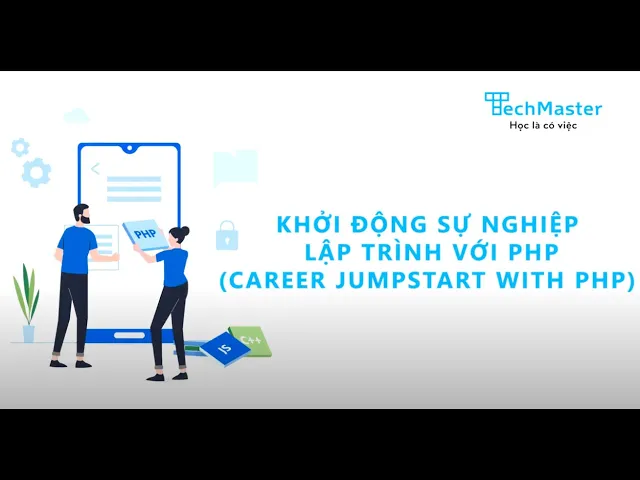 TechMaster
Học là có việc
PHP
KHỞI ĐỘNG SỰ NGHIỆP
LẬP TRÌNH VỚI PHP
(CAREER JUMPSTART WITH PHP)
JS
C++